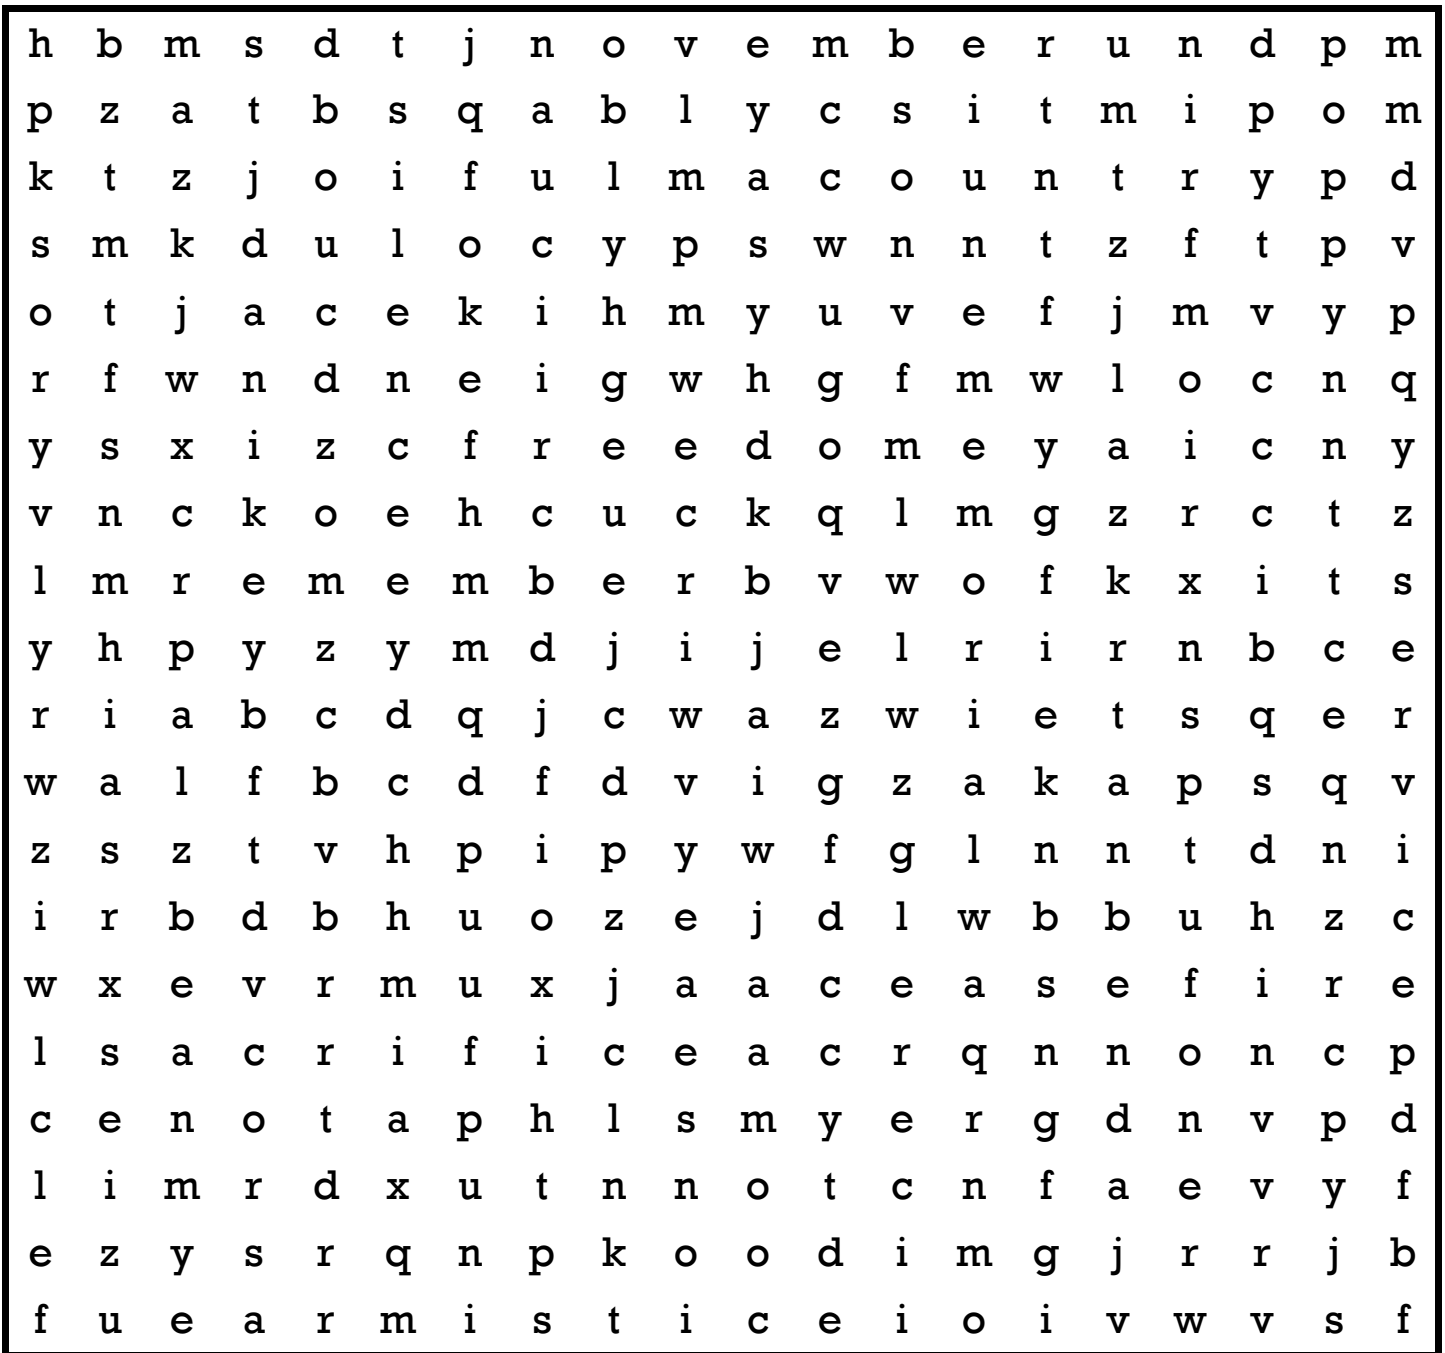 h b m s d t j n o v e m b e r u n d p m
p z a t b s q a b l y c s i t m i p o m
k t z j o i f u l m a c o u n t r y p d
s m k d u l o c y p s w n n t z f t p v
o t j a c e k i h m y u v e f j m v y p
r f w n d n e i g w h g f m w l o c n q
y s x i z c f r e e d o m e y a i c n y
v n c k o e h c u c k q l m g z r c t z
l m r e m e m b e r b v w o f k x i t s
y h p y z y m d j i j e l r i r n b c e
r i a b c d q j c w a z w i e t s q e r
w a l f b c d f d v i g z a k a p s q v
z s z t v h p i p y w f g l n n t d n i
i r b d b h u o z e j d l w b b u h z c
w x e v r m u x j a a c e a s e f i r e
l s a c r i f i c e a c r q n n o n c p
c e n o t a p h l s m y e r g d n v p d
l i m r d x u t n n o t c n f a e v y f
e z y s r q n p k o o d i m g j r r j b
f u e a r m i s t i c e i o i v w v s f